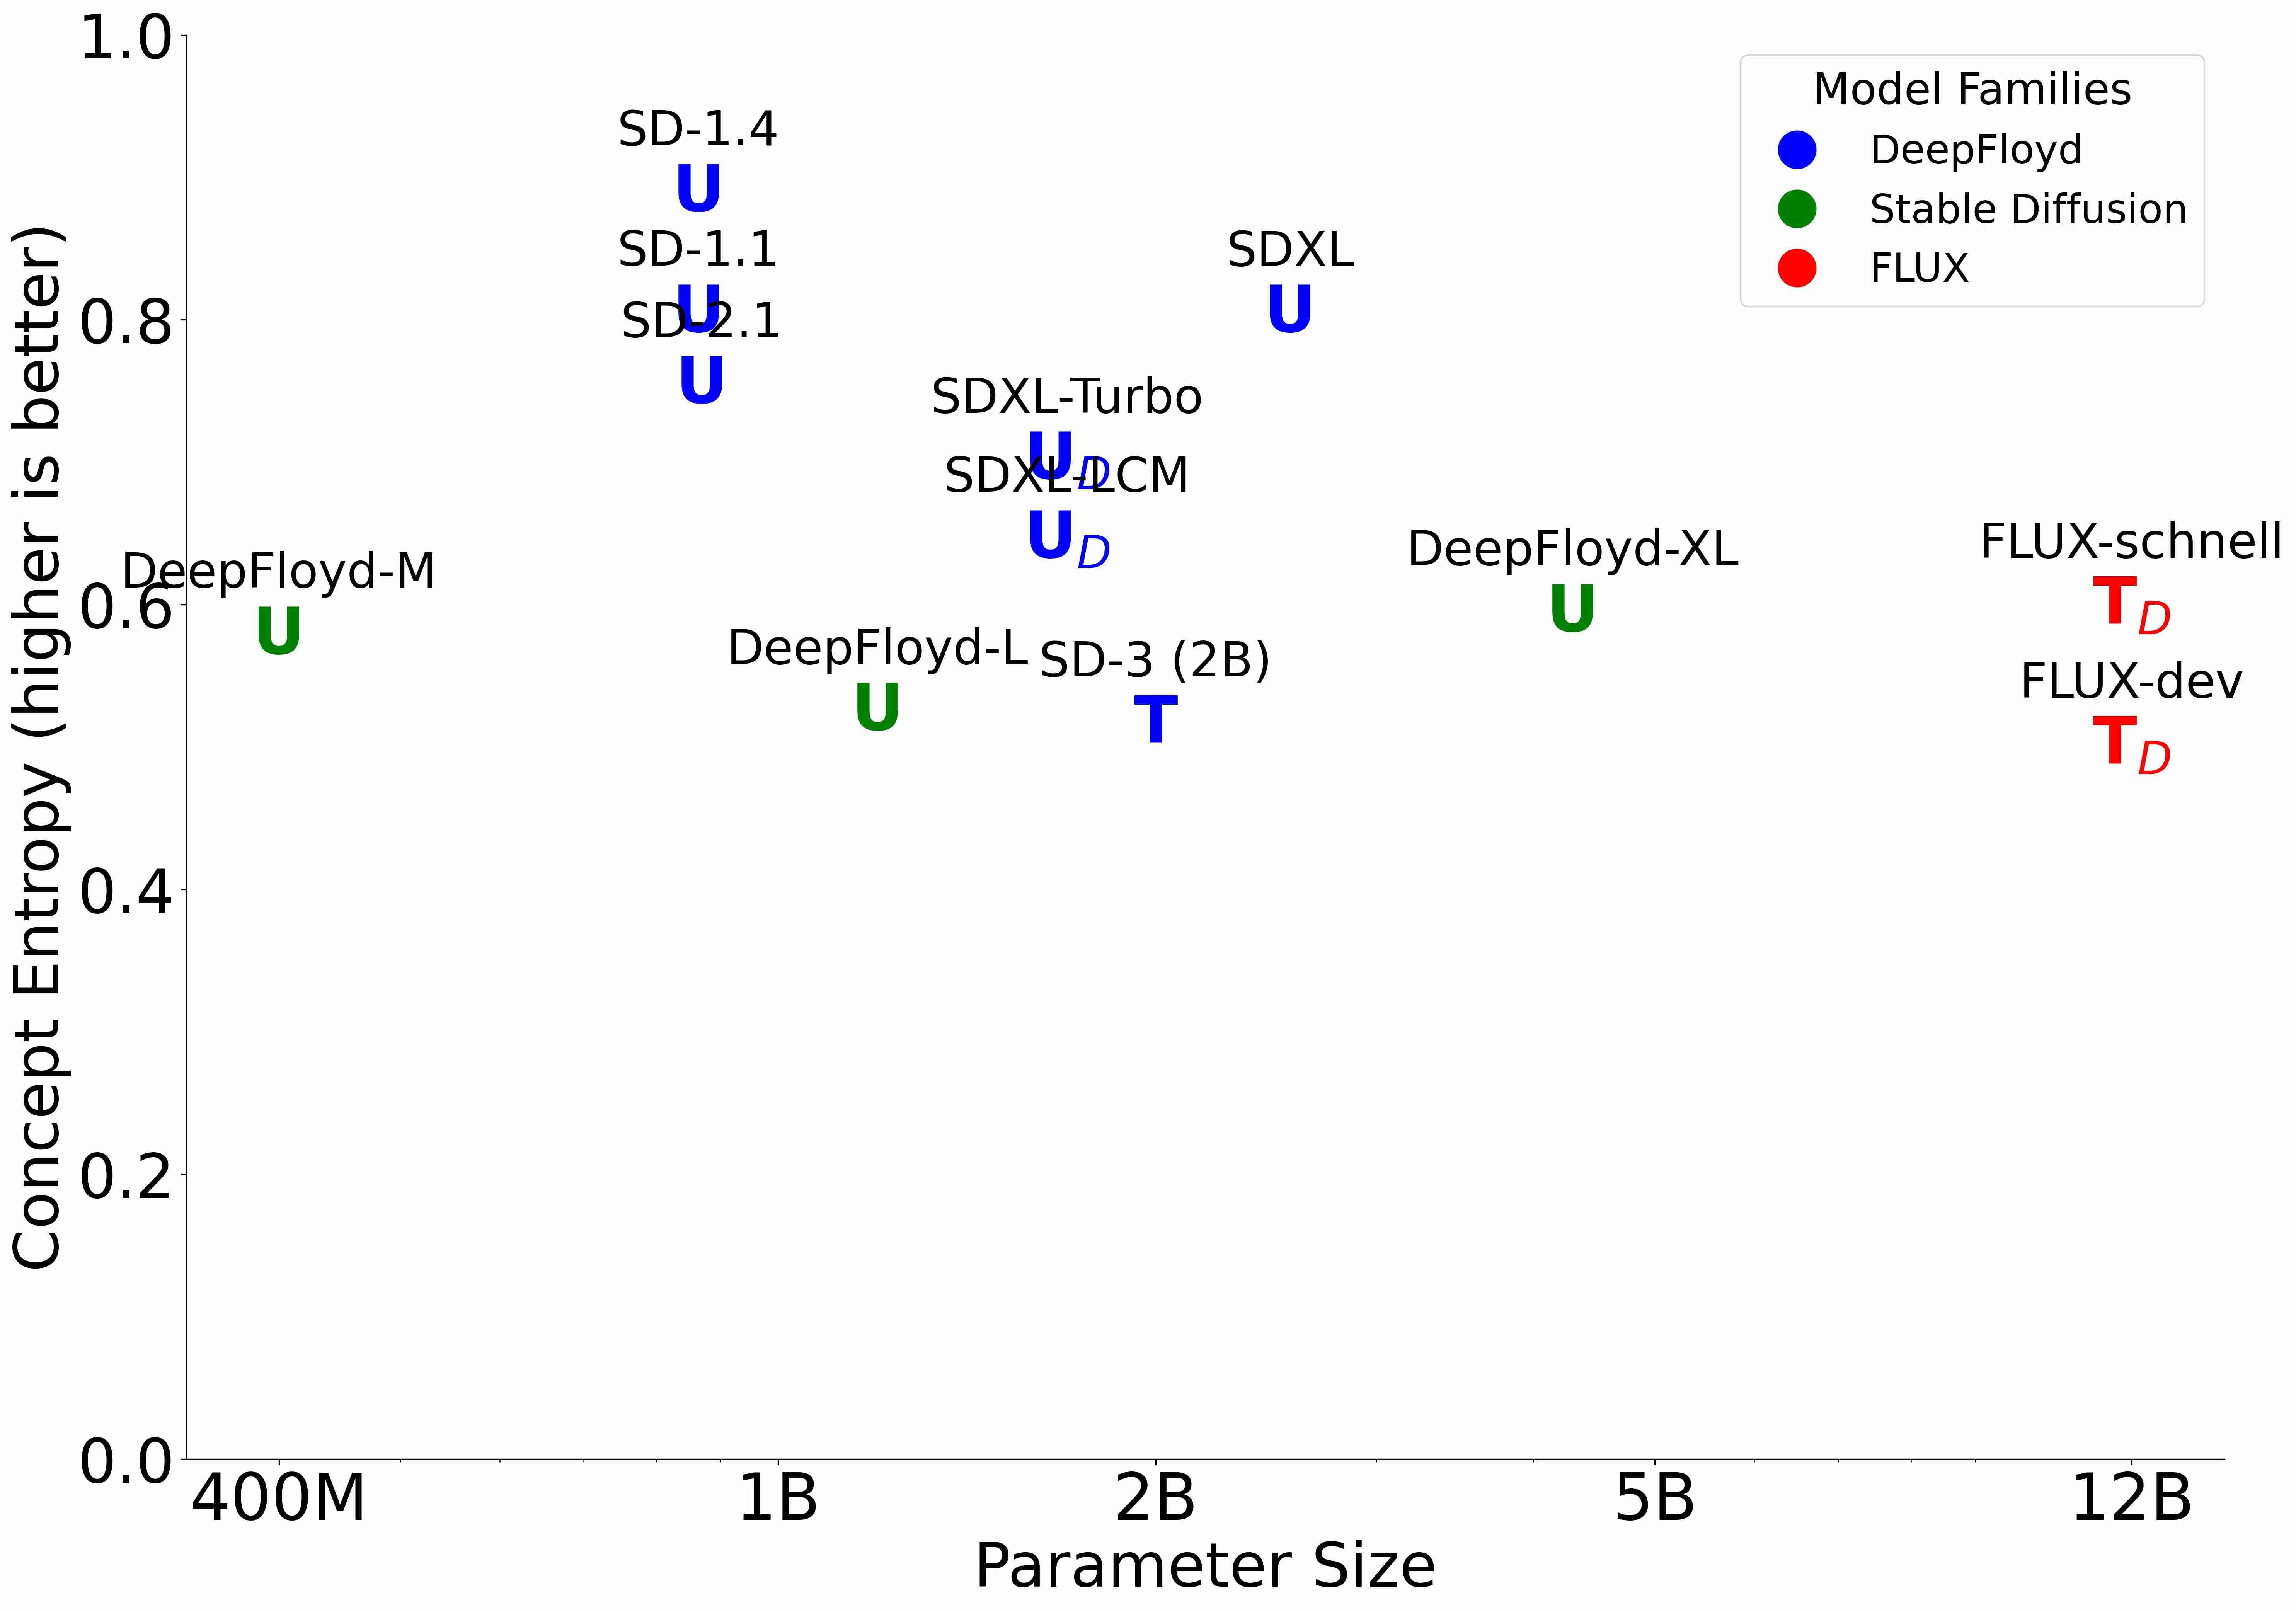 1.0
0.8
0.6
0.4
0.2
0.0
Concept Entropy (higher is better)
Model Families
DeepFloyd
Stable Diffusion
FLUX
SD-1.4
U
SD-1.1
U
SD-2.1
U
SDXL
U
SDXL-Turbo
U D
SDXL-LCM
U D
DeepFloyd-M
U
DeepFloyd-L
U
SD-3 (2B)
T
DeepFloyd-XL
U
FLUX-schnell
T D
FLUX-dev
T D
400M 1B 2B 5B 12B
Parameter Size